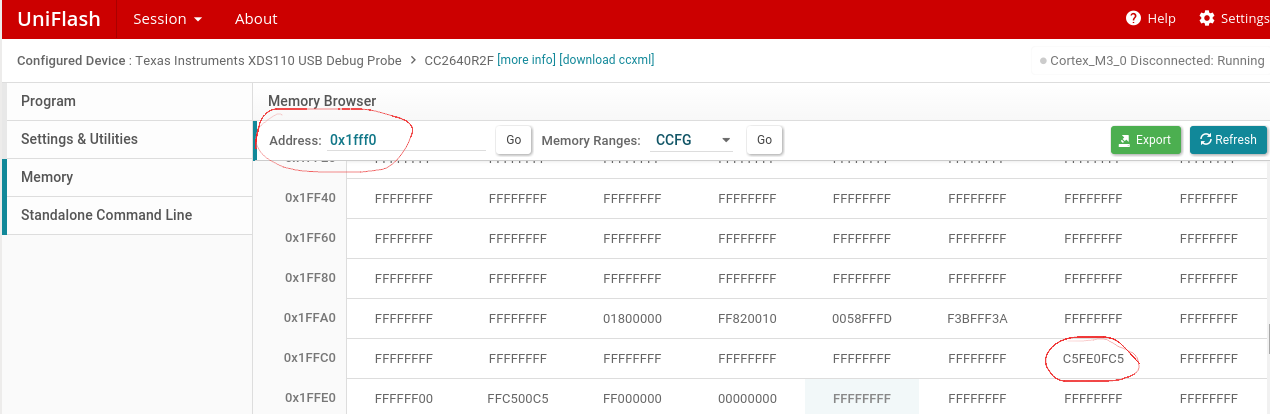 UniFlash Session About Help Settings
Configured Device : Texas Instruments XDS110 USB Debug Probe > CC2640R2F [more info] [download ccxml] Cortex_M3_0 Disconnected: Running
Program
Settings & Utilities
Memory
Standalone Command Line
Memory Browser
Address: 0x1fff0 Go Memory Ranges: CCFG Go Export Refresh
0x1FF40 FFFFFFFF FFFFFFFF FFFFFFFF FFFFFFFF FFFFFFFF FFFFFFFF FFFFFFFF FFFFFFFF
0x1FF60 FFFFFFFF FFFFFFFF FFFFFFFF FFFFFFFF FFFFFFFF FFFFFFFF FFFFFFFF FFFFFFFF
0x1FF80 FFFFFFFF FFFFFFFF FFFFFFFF FFFFFFFF FFFFFFFF FFFFFFFF FFFFFFFF FFFFFFFF
0x1FFA0 FFFFFFFF FFFFFFFF 01800000 FF820010 0058FFFD F3BFFF3A FFFFFFFF FFFFFFFF
0x1FFC0 FFFFFFFF FFFFFFFF FFFFFFFF FFFFFFFF FFFFFFFF FFFFFFFF C5FE0FC5 FFFFFFFF
0x1FFE0 FFFFFF00 FFC500C5 FF000000 00000000 FFFFFFFF FFFFFFFF FFFFFFFF FFFFFFFF